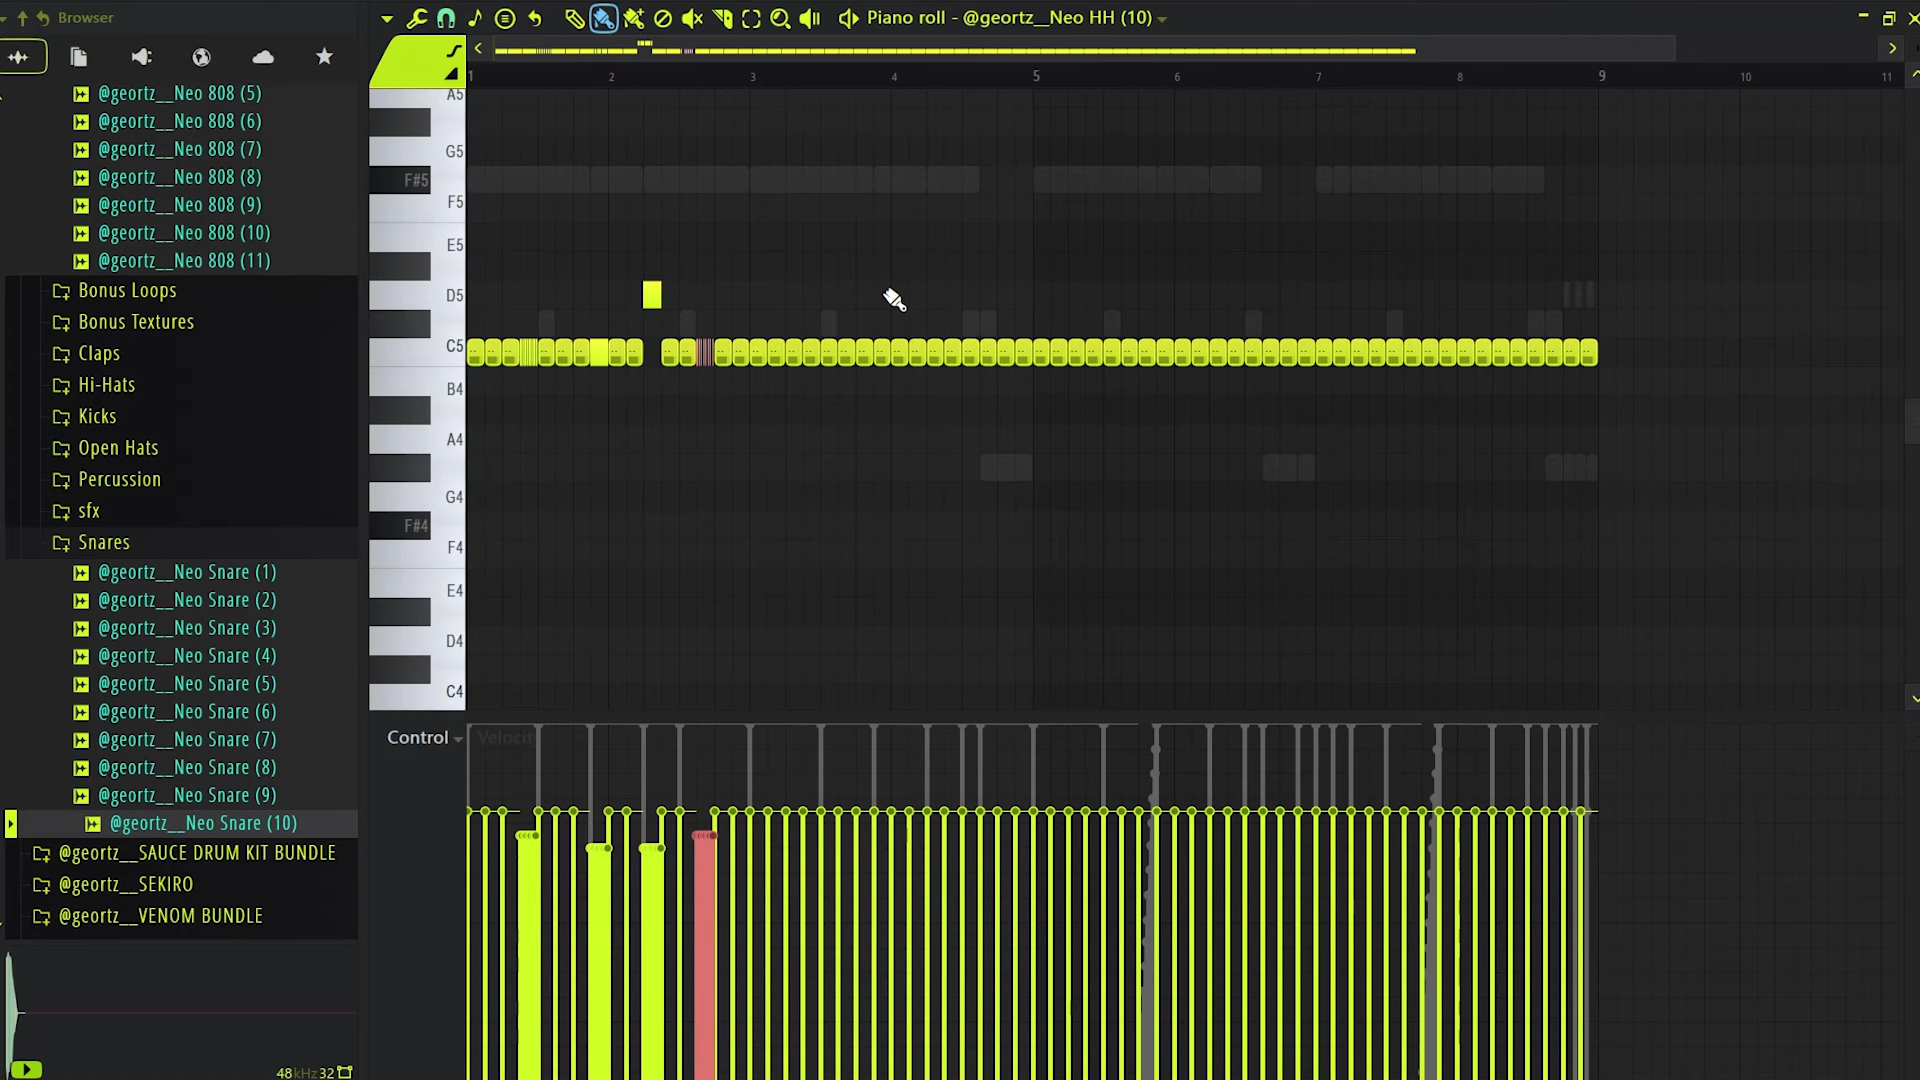 Browser
Piano roll - @geortz__Neo HH (10)
@geortz__Neo 808 (5)
@geortz__Neo 808 (6)
@geortz__Neo 808 (7)
@geortz__Neo 808 (8)
@geortz__Neo 808 (9)
@geortz__Neo 808 (10)
@geortz__Neo 808 (11)
Bonus Loops
Bonus Textures
Claps
Hi-Hats
Kicks
Open Hats
Percussion
sfx
Snares
@geortz__Neo Snare (1)
@geortz__Neo Snare (2)
@geortz__Neo Snare (3)
@geortz__Neo Snare (4)
@geortz__Neo Snare (5)
@geortz__Neo Snare (6)
@geortz__Neo Snare (7)
@geortz__Neo Snare (8)
@geortz__Neo Snare (9)
@geortz__Neo Snare (10)
@geortz__SAUCE DRUM KIT BUNDLE
@geortz__SEKIRO
@geortz__VENOM BUNDLE
48kHz 32
1 2 3 4 5 6 7 8 9 10 11
A5
G5
F#5
F5
E5
D5
C5
B4
A4
G4
F#4
F4
E4
D4
C4
Control
Velocity